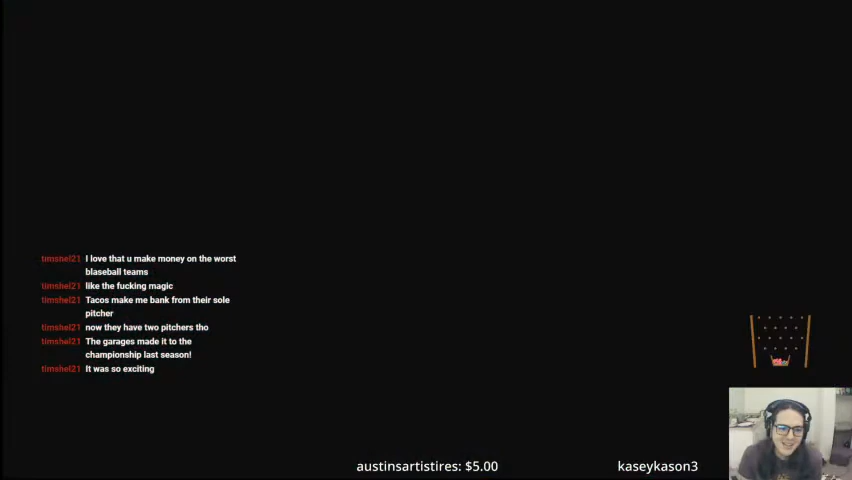 timshel21 I love that u make money on the worst
blaseball teams
timshel21 like the fucking magic
timshel21 Tacos make me bank from their sole
pitcher
timshel21 now they have two pitchers tho
timshel21 The garages made it to the
championship last season!
timshel21 It was so exciting
austinsartistires: $5.00
kaseykason3